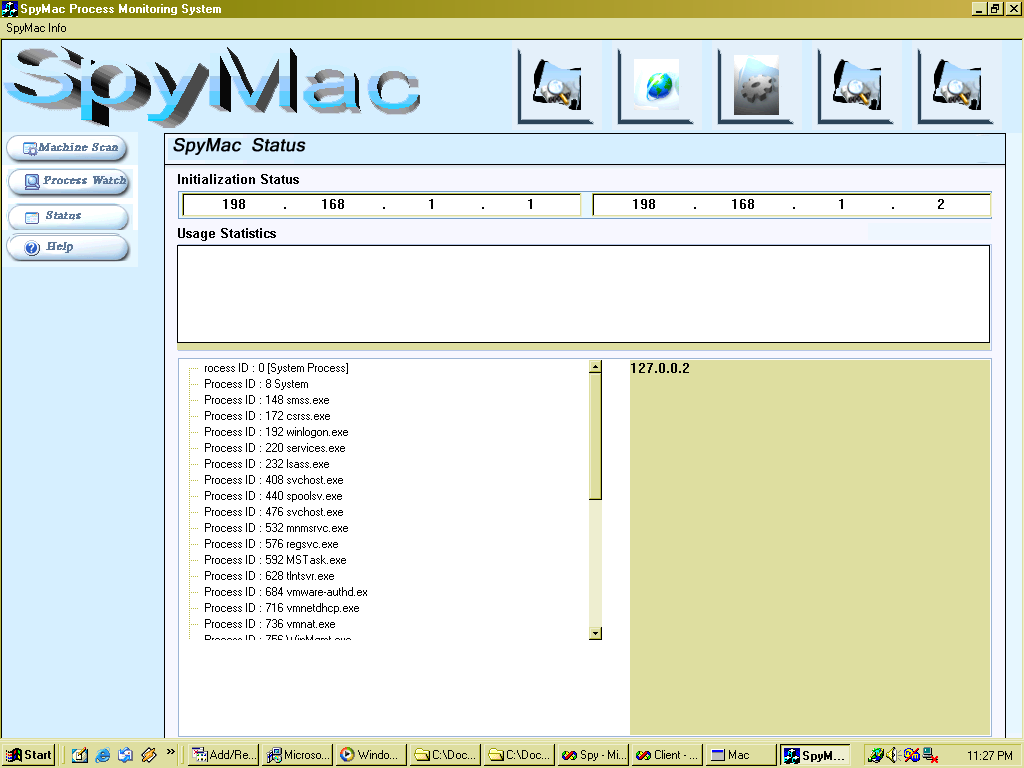 SpyMac Process Monitoring System
SpyMac Info
SpyMac
Machine Scan
Process Watch
Status
Help
SpyMac Status
Initialization Status
198 . 168 . 1 . 1 198 . 168 . 1 . 2
Usage Statistics
rocess ID : 0 [System Process]
Process ID : 8 System
Process ID : 148 smss.exe
Process ID : 172 csrss.exe
Process ID : 192 winlogon.exe
Process ID : 220 services.exe
Process ID : 232 lsass.exe
Process ID : 408 svchost.exe
Process ID : 440 spoolsv.exe
Process ID : 476 svchost.exe
Process ID : 532 mnmsrvc.exe
Process ID : 576 regsvc.exe
Process ID : 592 MSTask.exe
Process ID : 628 tlntsvr.exe
Process ID : 684 vmware-authd.ex
Process ID : 716 vmnetdhcp.exe
Process ID : 736 vmnat.exe
Process ID : 756 WinMgmt.exe
127.0.0.2
Start » Add/Re... Microso... Windo... C:\Doc... C:\Doc... Spy - Mi... Client - ... Mac SpyM... 11:27 PM